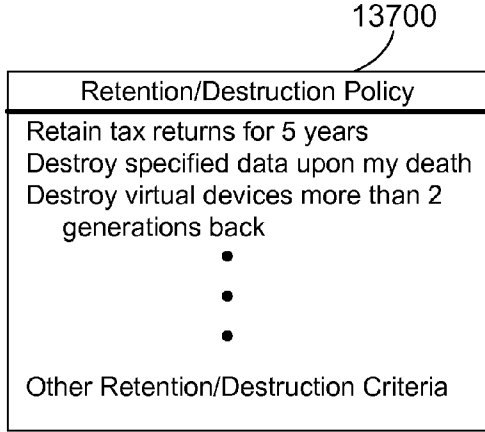 13700
Retention/Destruction Policy
Retain tax returns for 5 years
Destroy specified data upon my death
Destroy virtual devices more than 2
generations back
•
•
•
Other Retention/Destruction Criteria